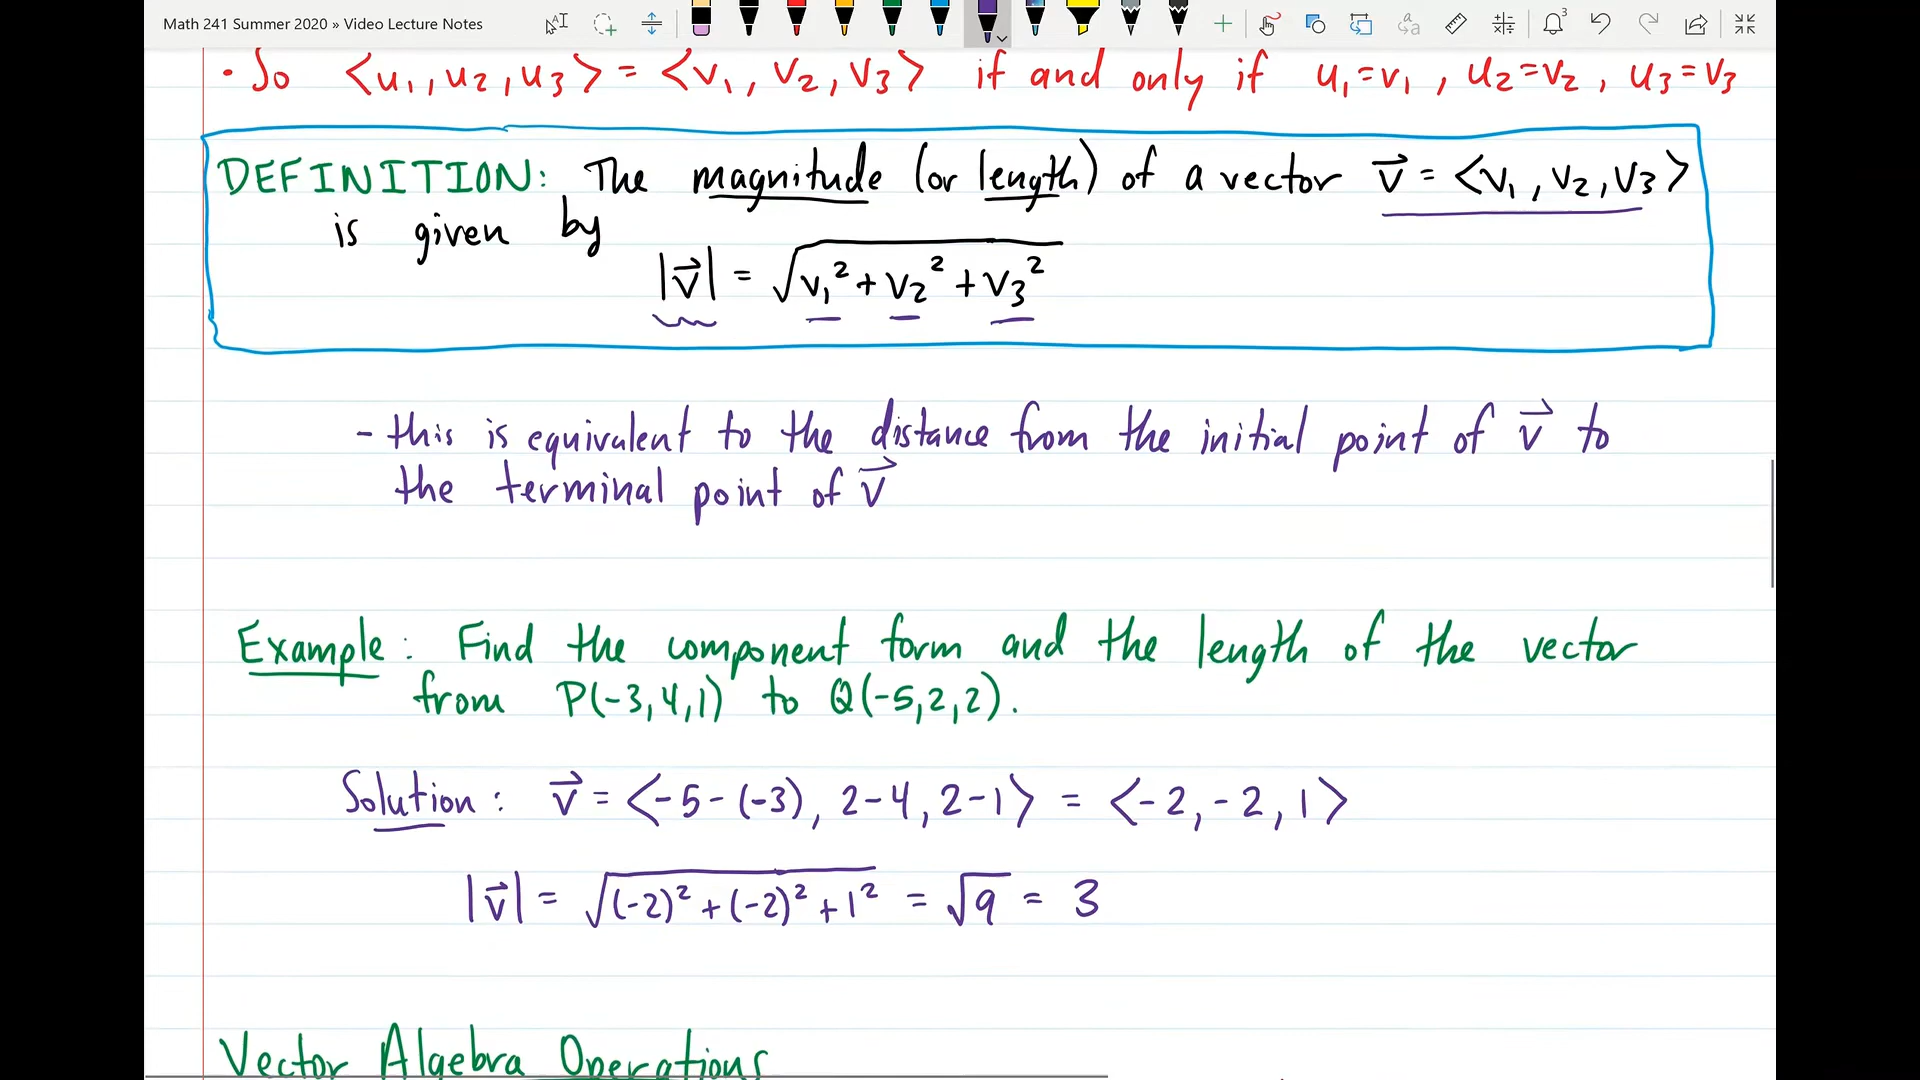 Math 241 Summer 2020 » Video Lecture Notes
3
• So <u₁, u₂, u₃> = <v₁, v₂, v₃> if and only if u₁=v₁, u₂=v₂, u₃=v₃
DEFINITION: The magnitude (or length) of a vector v⃗ = <v₁, v₂, v₃>
is given by
|v⃗| = √(v₁² + v₂² + v₃²)
- this is equivalent to the distance from the initial point of v⃗ to
the terminal point of v⃗
Example: Find the component form and the length of the vector
from P(-3,4,1) to Q(-5,2,2).
Solution: v⃗ = <-5-(-3), 2-4, 2-1> = <-2, -2, 1>
|v⃗| = √((-2)² + (-2)² + 1²) = √9 = 3
Vector Algebra Operations